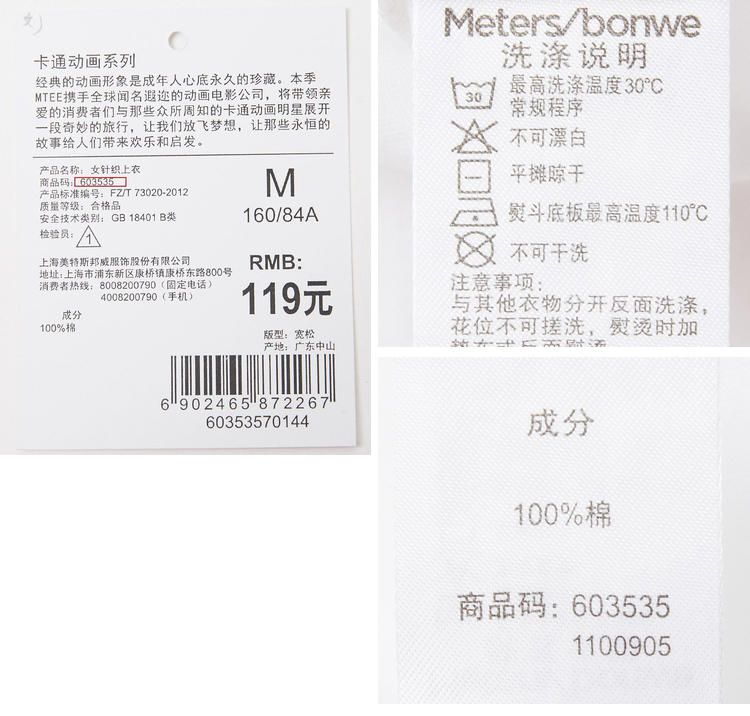 卡通动画系列
经典的动画形象是成年人心底永久的珍藏。本季
MTEE携手全球闻名遐迩的动画电影公司，将带领亲
爱的消费者们与那些众所周知的卡通动画明星展开
一段奇妙的旅行，让我们放飞梦想，让那些永恒的
故事给人们带来欢乐和启发。
产品名称：女针织上衣
商品码：603535
产品标准编号：FZ/T 73020-2012
质量等级：合格品
安全技术类别：GB 18401 B类
检验员：1
M
160/84A
上海美特斯邦威服饰股份有限公司
地址：上海市浦东新区康桥镇康桥东路800号
消费者热线：8008200790（固定电话）
4008200790（手机）
RMB:
119元
成分
100%棉
版型：宽松
产地：广东中山
6 902465 872267
60353570144
Meters/bonwe
洗涤说明
30 最高洗涤温度30°C
常规程序
不可漂白
平摊晾干
熨斗底板最高温度110°C
不可干洗
注意事项：
与其他衣物分开反面洗涤，
花位不可搓洗，熨烫时加
垫布或反面熨烫
成分
100%棉
商品码：603535
1100905